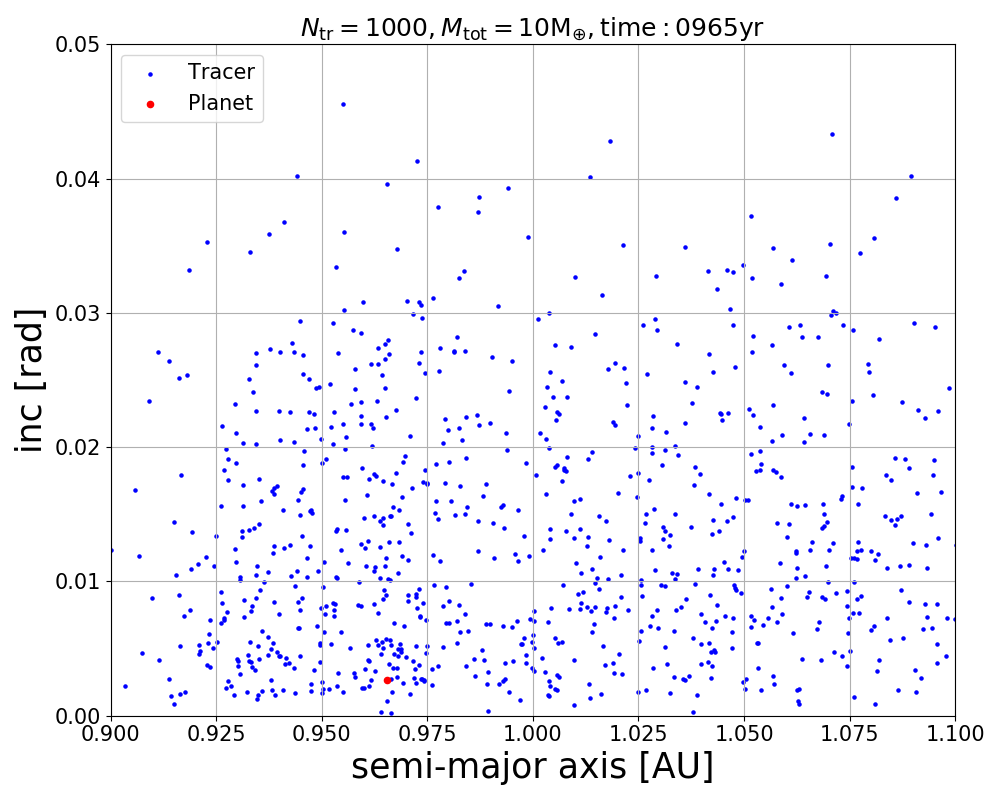 N_tr = 1000, M_tot = 10M_⊕, time : 0965yr
Tracer
Planet
0.05
0.04
0.03
0.02
0.01
0.00
inc [rad]
0.900 0.925 0.950 0.975 1.000 1.025 1.050 1.075 1.100
semi-major axis [AU]